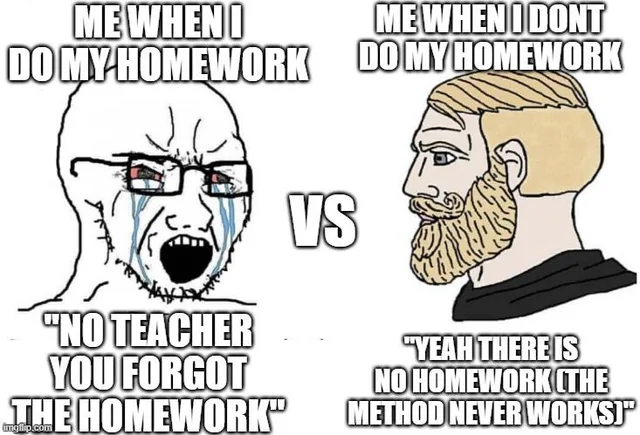 ME WHEN I
DO MY HOMEWORK
ME WHEN I DONT
DO MY HOMEWORK
VS
"NO TEACHER
YOU FORGOT
THE HOMEWORK"
"YEAH THERE IS
NO HOMEWORK (THE
METHOD NEVER WORKS)"
imgflip.com